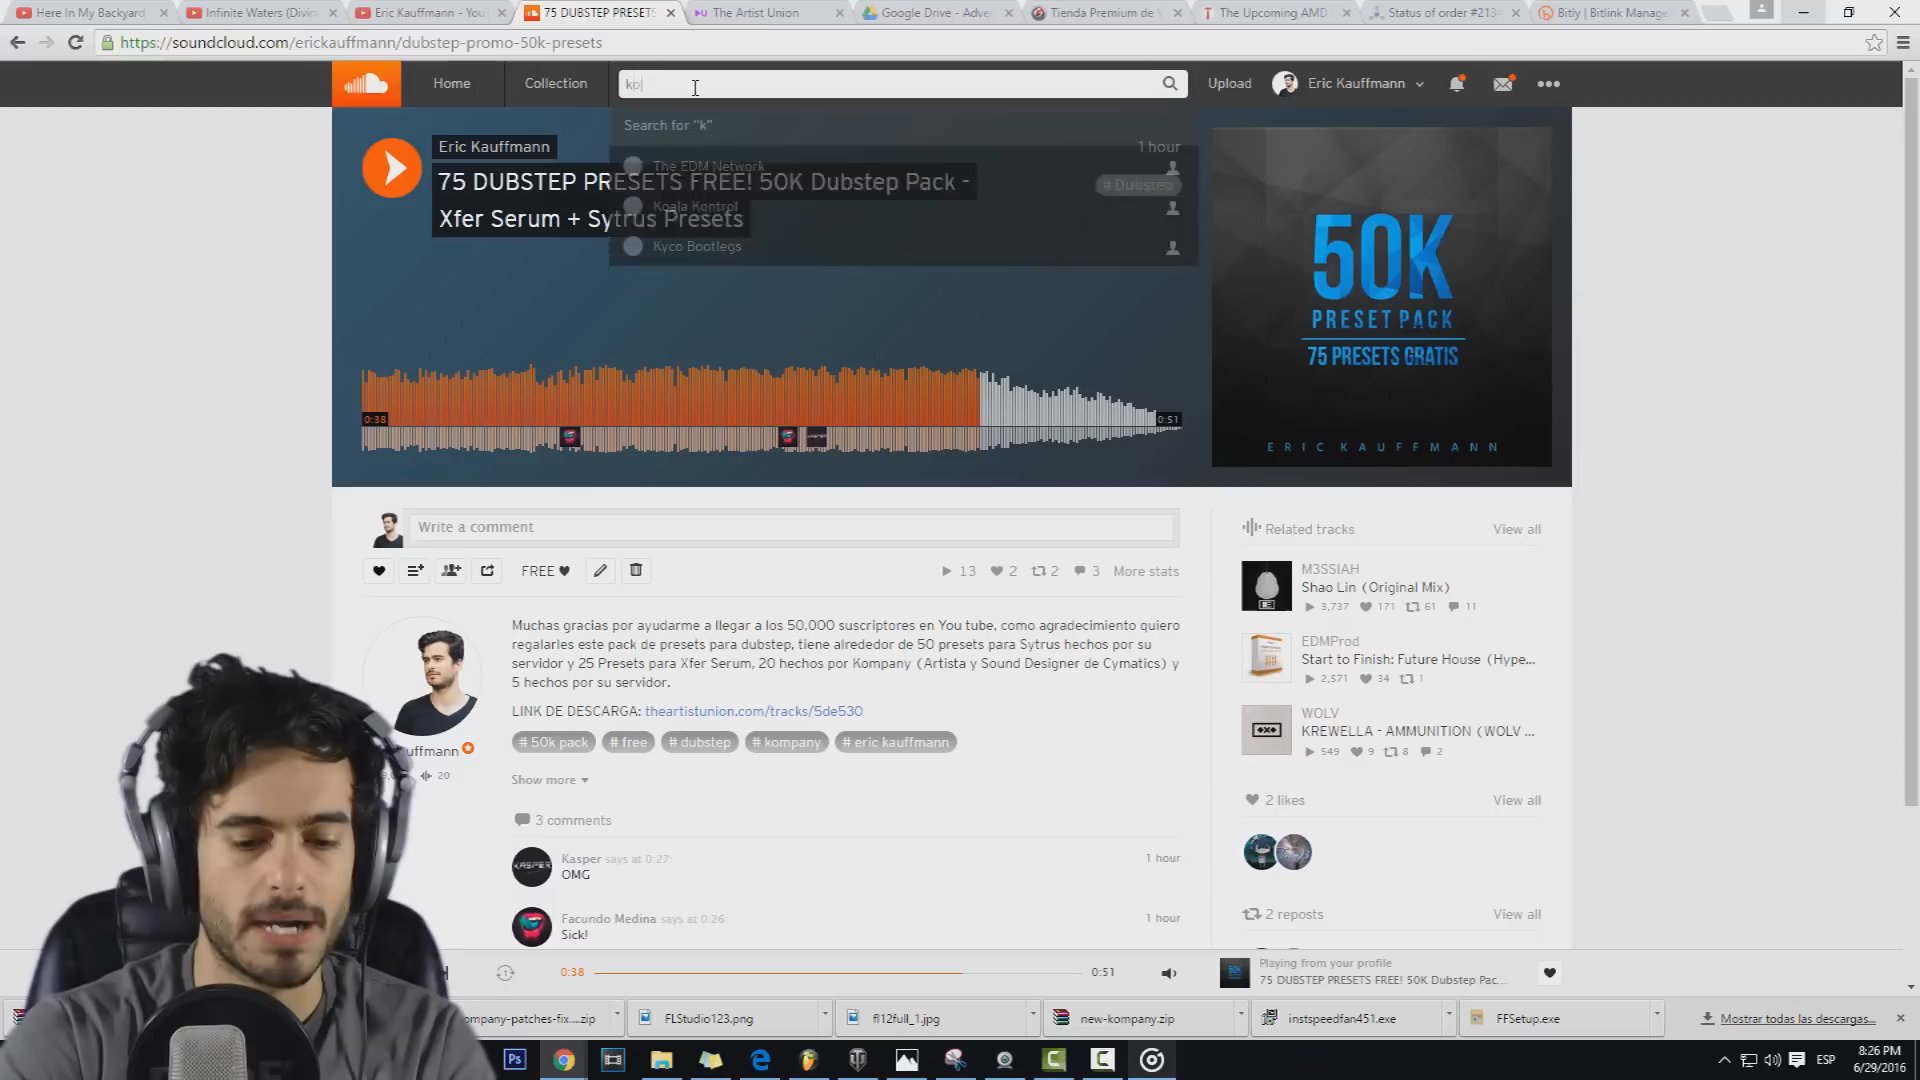 Here In My Backyard
Infinite Waters (Divin
Eric Kauffmann - You
75 DUBSTEP PRESETS
The Artist Union
Google Drive - Adve
Tienda Premium de
The Upcoming AMD
Status of order #213
Bitly | Bitlink Manage
https://soundcloud.com/erickauffmann/dubstep-promo-50k-presets
Home
Collection
ko
Upload
Eric Kauffmann
Search for "k"
The EDM Network
Koala Kontrol
Kyco Bootlegs
Eric Kauffmann
1 hour
75 DUBSTEP PRESETS FREE! 50K Dubstep Pack -
Xfer Serum + Sytrus Presets
# Dubstep
50K
PRESET PACK
75 PRESETS GRATIS
ERIC KAUFFMANN
0:38
0:51
Write a comment
FREE
13
2
2
3
More stats
Muchas gracias por ayudarme a llegar a los 50,000 suscriptores en You tube, como agradecimiento quiero
regalarles este pack de presets para dubstep, tiene alrededor de 50 presets para Sytrus hechos por su
servidor y 25 Presets para Xfer Serum, 20 hechos por Kompany (Artista y Sound Designer de Cymatics) y
5 hechos por su servidor.
LINK DE DESCARGA: theartistunion.com/tracks/5de530
# 50k pack
# free
# dubstep
# kompany
# eric kauffmann
Show more
uffmann
20
3 comments
Kasper says at 0:27:
OMG
1 hour
Facundo Medina says at 0:26:
Sick!
1 hour
Related tracks
View all
M3SSIAH
Shao Lin (Original Mix)
3,737
171
61
11
EDMProd
Start to Finish: Future House (Hype...
2,571
34
1
WOLV
KREWELLA - AMMUNITION (WOLV ...
549
9
8
2
2 likes
View all
2 reposts
View all
0:38
0:51
Playing from your profile
75 DUBSTEP PRESETS FREE! 50K Dubstep Pac...
ompany-patches-fix....zip
FLStudio123.png
fl12full_1.jpg
new-kompany.zip
instspeedfan451.exe
FFSetup.exe
Mostrar todas las descargas...
Ps
ESP
8:26 PM
6/29/2016